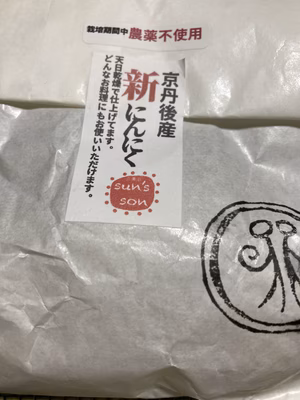 栽培期間中農薬不使用
京丹後産
新にんにく
天日乾燥で仕上げてます。
どんなお料理にもお使いいただけます。
sun's
son